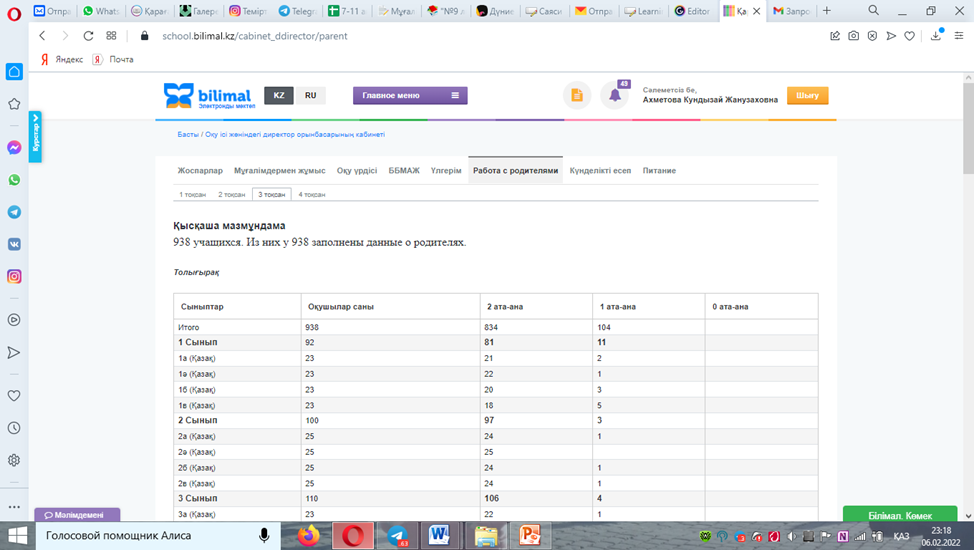 Отпра
Whats
Қарак
Галере
Теміртa
Telegr
7-11 а
Мұғал
"№9 л
Дүние
Саяси
Отпра
Learni
Editor
Қа
Запро
school.bilimal.kz/cabinet_ddirector/parent
Яндекс Почта
bilimal
Электронды мектеп
KZ RU
Главное меню
48
Сәлеметсіз бе,
Ахметова Кундызай Жанузаховна
Шығу
Курстар
Басты / Оқу ісі жөніндегі директор орынбасарының кабинеті
Жоспарлар Мұғалімдермен жұмыс Оқу үрдісі ББМАЖ Үлгерім Работа с родителями Күнделікті есеп Питание
1 тоқсан 2 тоқсан 3 тоқсан 4 тоқсан
Қысқаша мазмұндама
938 учащихся. Из них у 938 заполнены данные о родителях.
Толығырақ
Сыныптар Оқушылар саны 2 ата-ана 1 ата-ана 0 ата-ана
Итого 938 834 104
1 Сынып 92 81 11
1а (Қазақ) 23 21 2
1ә (Қазақ) 23 22 1
1б (Қазақ) 23 20 3
1в (Қазақ) 23 18 5
2 Сынып 100 97 3
2а (Қазақ) 25 24 1
2ә (Қазақ) 25 25
2б (Қазақ) 25 24 1
2в (Қазақ) 25 24 1
3 Сынып 110 106 4
3а (Қазақ) 23 22 1
Мәлімдемені
Білімал. Көмек
Голосовой помощник Алиса
ҚАЗ
23:18
06.02.2022